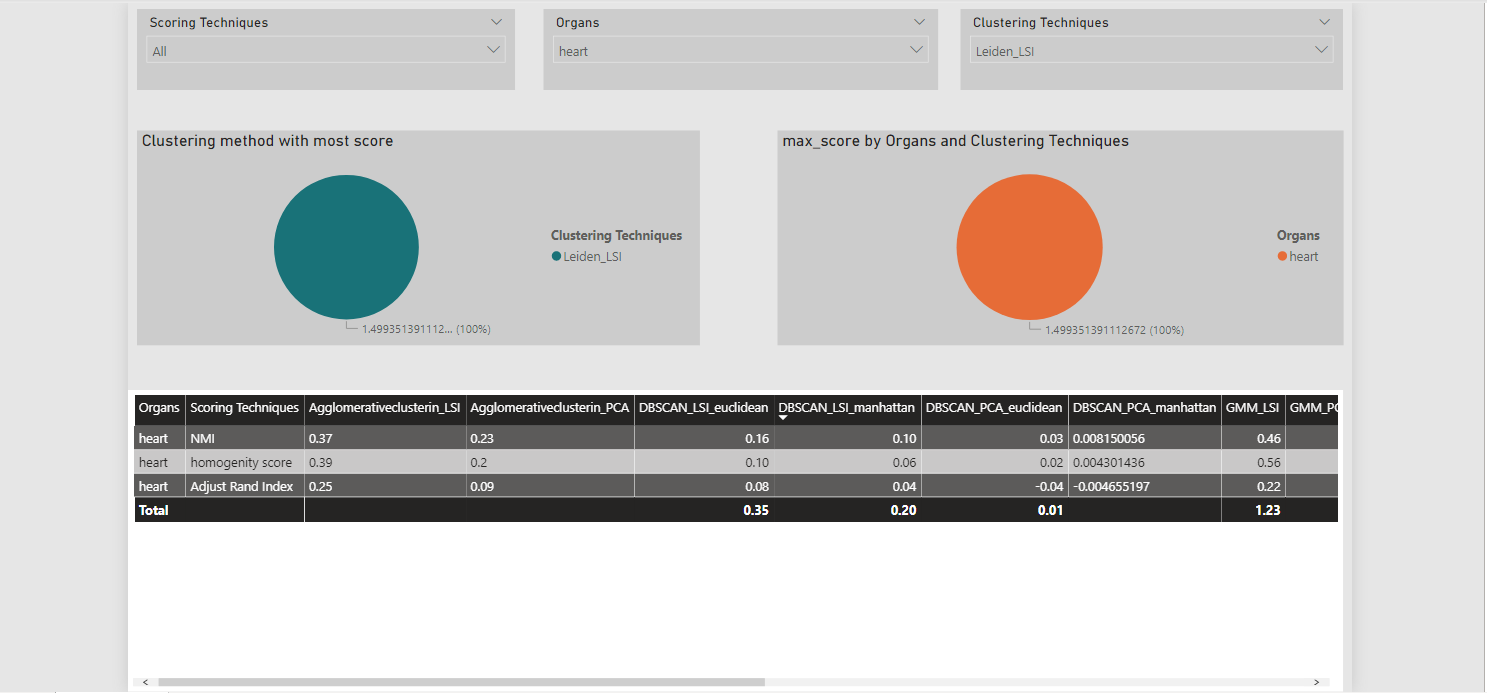 Scoring Techniques Organs Clustering Techniques
All heart Leiden_LSI
Clustering method with most score max_score by Organs and Clustering Techniques
Clustering Techniques Organs
Leiden_LSI heart
1.499351391112... (100%) 1.499351391112672 (100%)
Organs Scoring Techniques Agglomerativeclusterin_LSI Agglomerativeclusterin_PCA DBSCAN_LSI_euclidean DBSCAN_LSI_manhattan DBSCAN_PCA_euclidean DBSCAN_PCA_manhattan GMM_LSI GMM_PC
heart NMI 0.37 0.23 0.16 0.10 0.03 0.008150056 0.46
heart homogenity score 0.39 0.2 0.10 0.06 0.02 0.004301436 0.56
heart Adjust Rand Index 0.25 0.09 0.08 0.04 -0.04 -0.004655197 0.22
Total 0.35 0.20 0.01 1.23